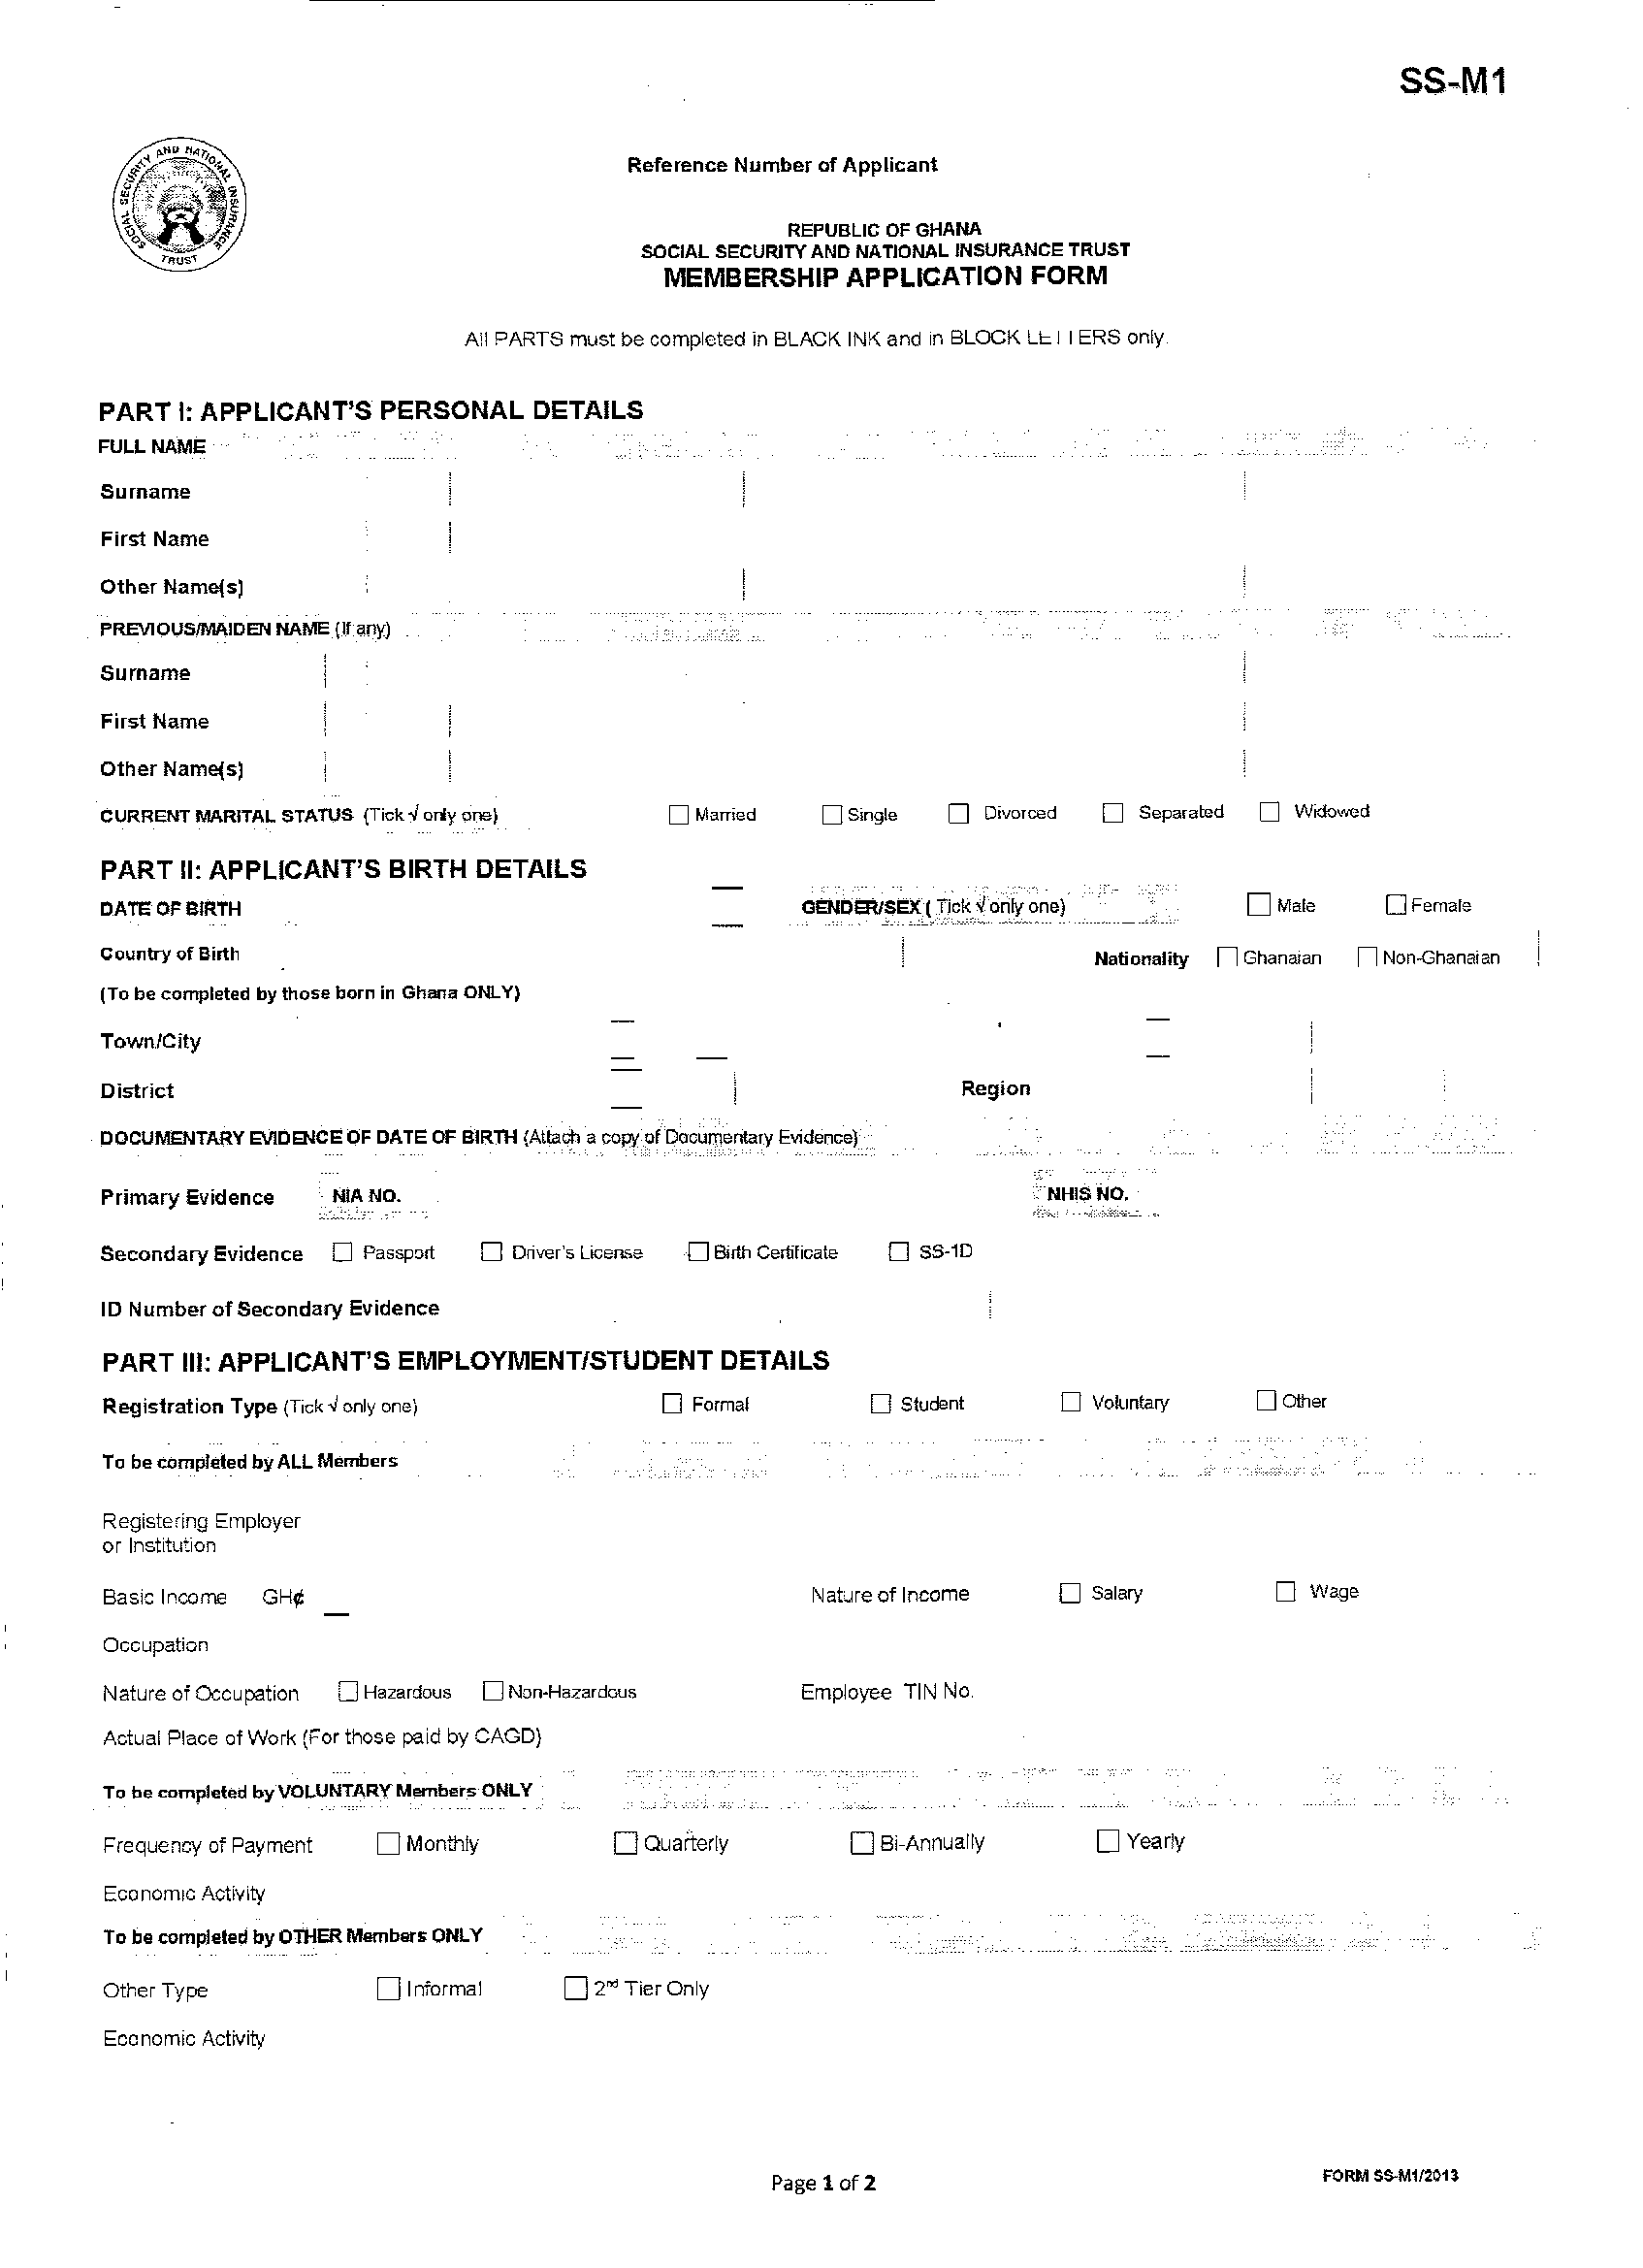 SS-M1
SOCIAL SECURITY AND NATIONAL INSURANCE TRUST
Reference Number of Applicant
REPUBLIC OF GHANA
SOCIAL SECURITY AND NATIONAL INSURANCE TRUST
MEMBERSHIP APPLICATION FORM
All PARTS must be completed in BLACK INK and in BLOCK LETTERS only.
PART I: APPLICANT'S PERSONAL DETAILS
FULL NAME
Surname
First Name
Other Name(s)
PREVIOUS/MAIDEN NAME (If any)
Surname
First Name
Other Name(s)
CURRENT MARITAL STATUS (Tick √ only one) Married Single Divorced Separated Widowed
PART II: APPLICANT'S BIRTH DETAILS
DATE OF BIRTH GENDER/SEX ( Tick √ only one) Male Female
Country of Birth Nationality Ghanaian Non-Ghanaian
(To be completed by those born in Ghana ONLY)
Town/City
District Region
DOCUMENTARY EVIDENCE OF DATE OF BIRTH (Attach a copy of Documentary Evidence)
Primary Evidence NIA NO. NHIS NO.
Secondary Evidence Passport Driver's License Birth Certificate SS-1D
ID Number of Secondary Evidence
PART III: APPLICANT'S EMPLOYMENT/STUDENT DETAILS
Registration Type (Tick √ only one) Formal Student Voluntary Other
To be completed by ALL Members
Registering Employer
or Institution
Basic Income GH¢ Nature of Income Salary Wage
Occupation
Nature of Occupation Hazardous Non-Hazardous Employee TIN No.
Actual Place of Work (For those paid by CAGD)
To be completed by VOLUNTARY Members ONLY
Frequency of Payment Monthly Quarterly Bi-Annually Yearly
Economic Activity
To be completed by OTHER Members ONLY
Other Type Informal 2nd Tier Only
Economic Activity
Page 1 of 2
FORM SS-M1/2013